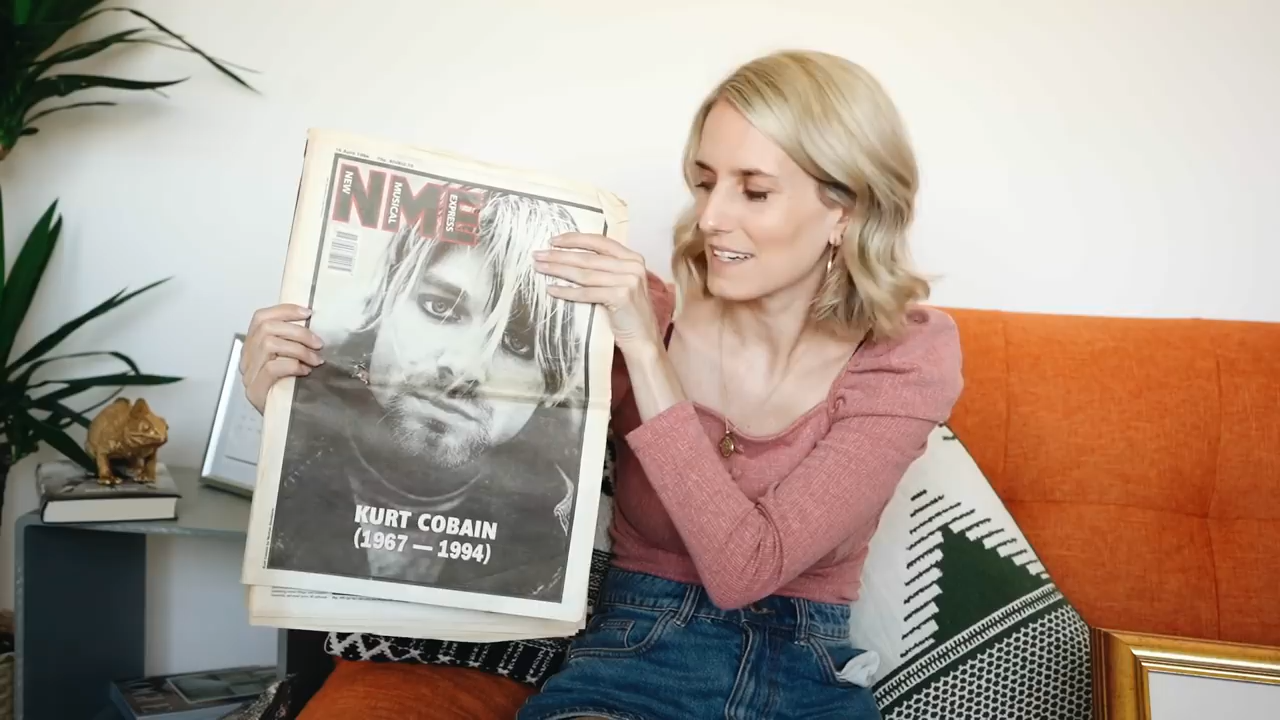 NEW
MUSICAL
EXPRESS
NME
KURT COBAIN
(1967 — 1994)